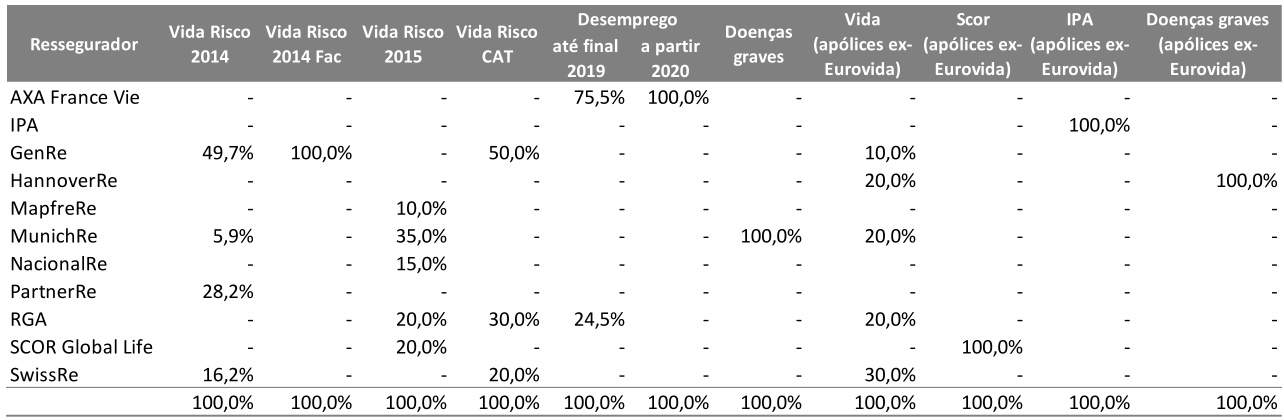 Ressegurador Vida Risco 2014 Vida Risco 2014 Fac Vida Risco 2015 Vida Risco CAT Desemprego até final 2019 a partir 2020 Doenças graves Vida (apólices ex-Eurovida) Scor (apólices ex-Eurovida) IPA (apólices ex-Eurovida) Doenças graves (apólices ex-Eurovida)
AXA France Vie - - - - 75,5% 100,0% - - - - -
IPA - - - - - - - - - 100,0% -
GenRe 49,7% 100,0% - 50,0% - - - 10,0% - - -
HannoverRe - - - - - - - 20,0% - - 100,0%
MapfreRe - - 10,0% - - - - - - - -
MunichRe 5,9% - 35,0% - - - 100,0% 20,0% - - -
NacionalRe - - 15,0% - - - - - - - -
PartnerRe 28,2% - - - - - - - - - -
RGA - - 20,0% 30,0% 24,5% - - 20,0% - - -
SCOR Global Life - - 20,0% - - - - - 100,0% - -
SwissRe 16,2% - - 20,0% - - - 30,0% - - -
100,0% 100,0% 100,0% 100,0% 100,0% 100,0% 100,0% 100,0% 100,0% 100,0% 100,0%